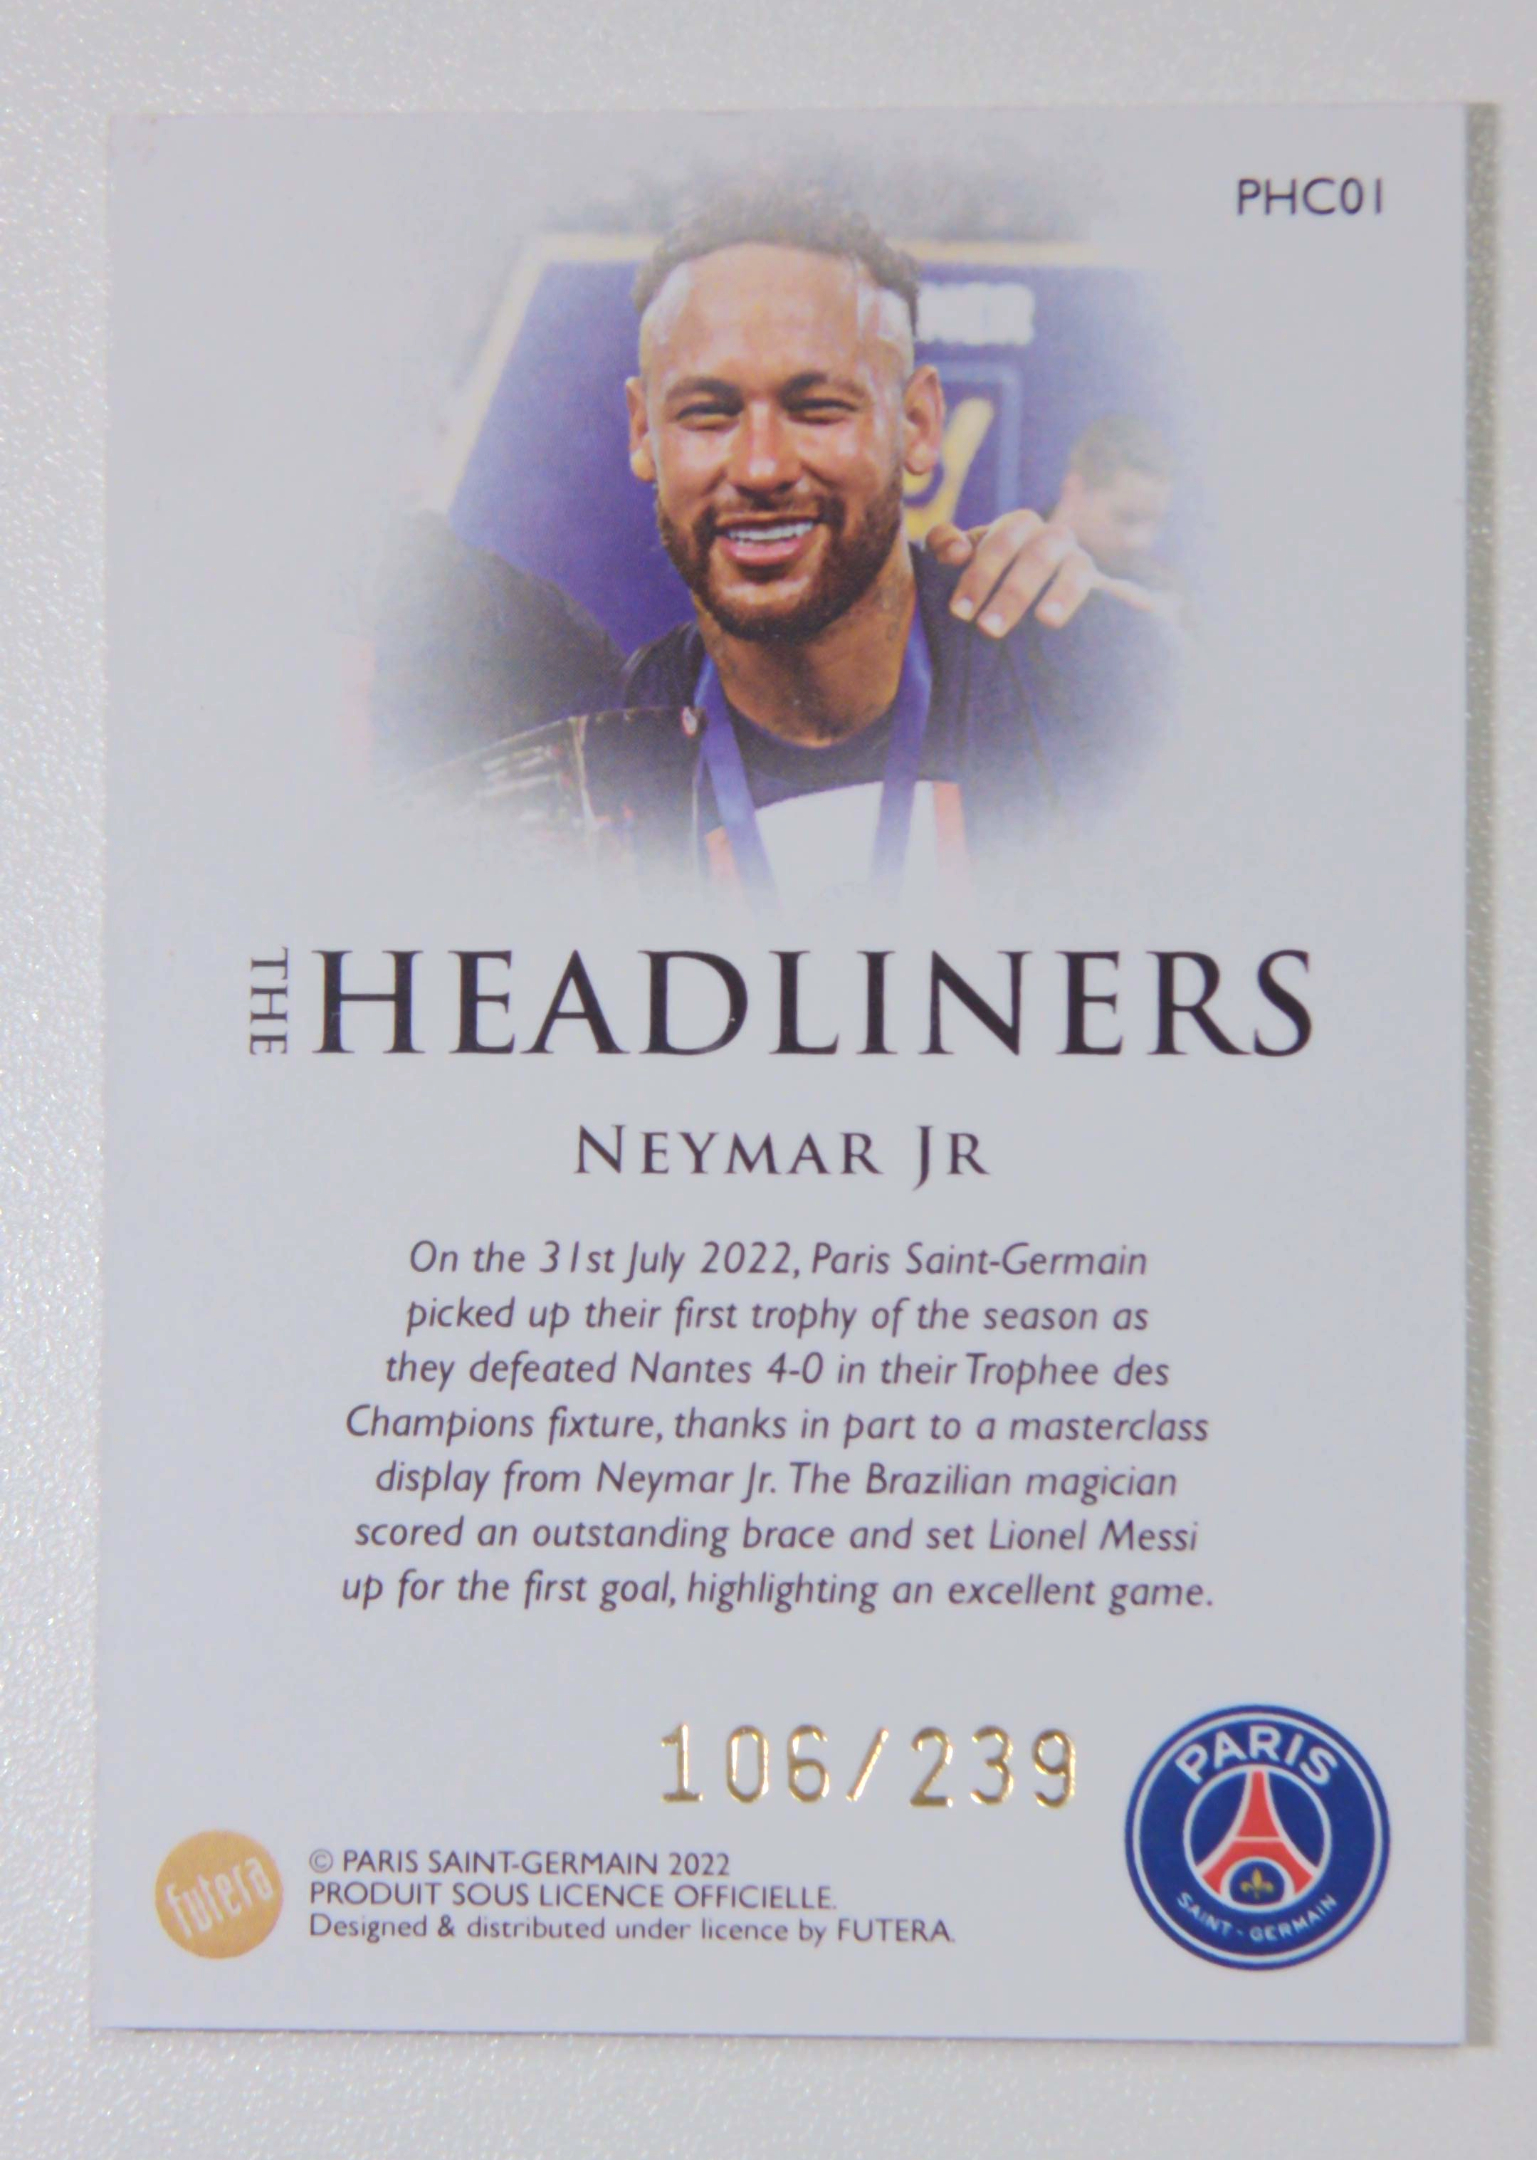 PHC01
THE HEADLINERS
NEYMAR JR
On the 31st July 2022, Paris Saint-Germain
picked up their first trophy of the season as
they defeated Nantes 4-0 in their Trophee des
Champions fixture, thanks in part to a masterclass
display from Neymar Jr. The Brazilian magician
scored an outstanding brace and set Lionel Messi
up for the first goal, highlighting an excellent game.
106/239
PARIS
SAINT-GERMAIN
futera
© PARIS SAINT-GERMAIN 2022
PRODUIT SOUS LICENCE OFFICIELLE.
Designed & distributed under licence by FUTERA.